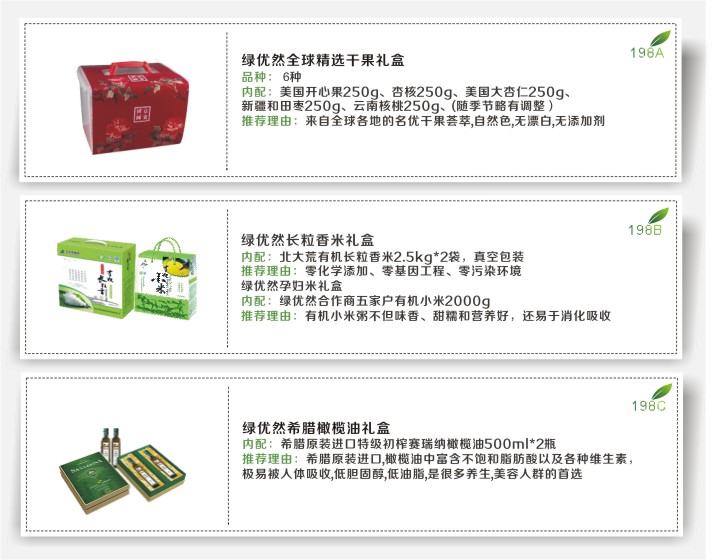 198A
绿优然全球精选干果礼盒
品种： 6种
内配：美国开心果250g、杏核250g、美国大杏仁250g、
新疆和田枣250g、云南核桃250g、(随季节略有调整 )
推荐理由：来自全球各地的名优干果荟萃,自然色,无漂白,无添加剂
198B
绿优然长粒香米礼盒
内配：北大荒有机长粒香米2.5kg*2袋，真空包装
推荐理由：零化学添加、零基因工程、零污染环境
绿优然孕妇米礼盒
内配：绿优然合作商五家户有机小米2000g
推荐理由：有机小米粥不但味香、甜糯和营养好，还易于消化吸收
198C
绿优然希腊橄榄油礼盒
内配：希腊原装进口特级初榨赛瑞纳橄榄油500ml*2瓶
推荐理由：希腊原装进口,橄榄油中富含不饱和脂肪酸以及各种维生素，
极易被人体吸收,低胆固醇,低油脂,是很多养生,美容人群的首选